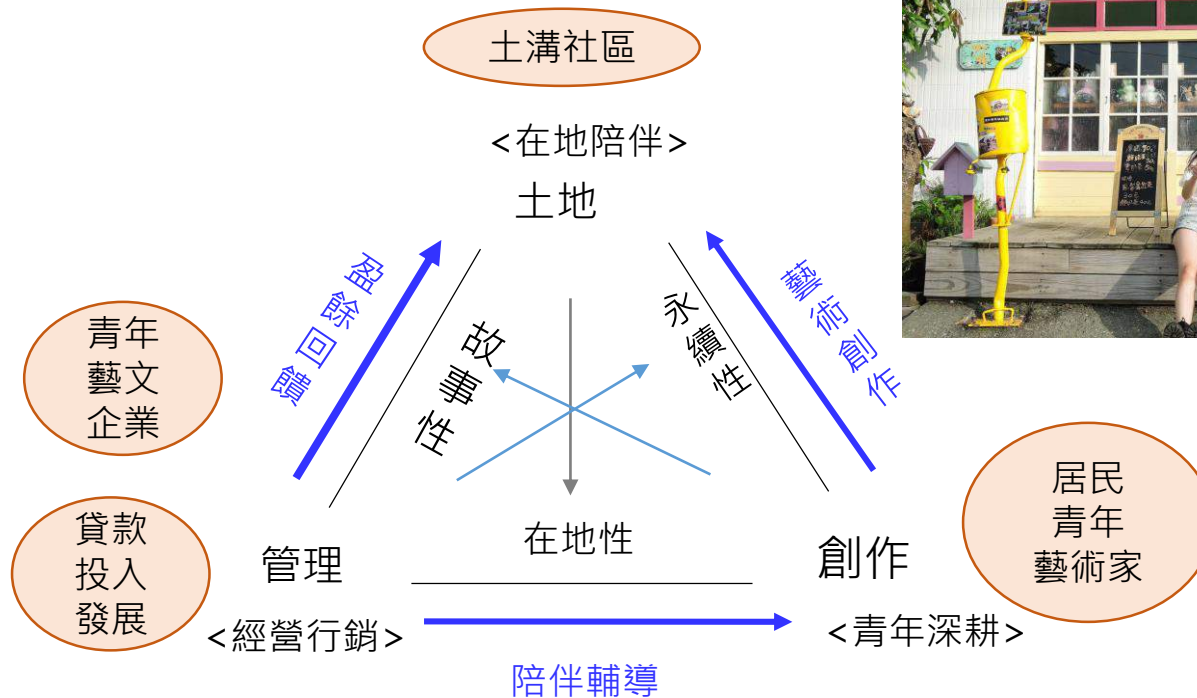 土溝社區
<在地陪伴>
土地
盈餘回饋
藝術創作
故事性
永續性
青年
藝文
企業
貸款
投入
發展
管理
<經營行銷>
在地性
創作
<青年深耕>
居民
青年
藝術家
陪伴輔導